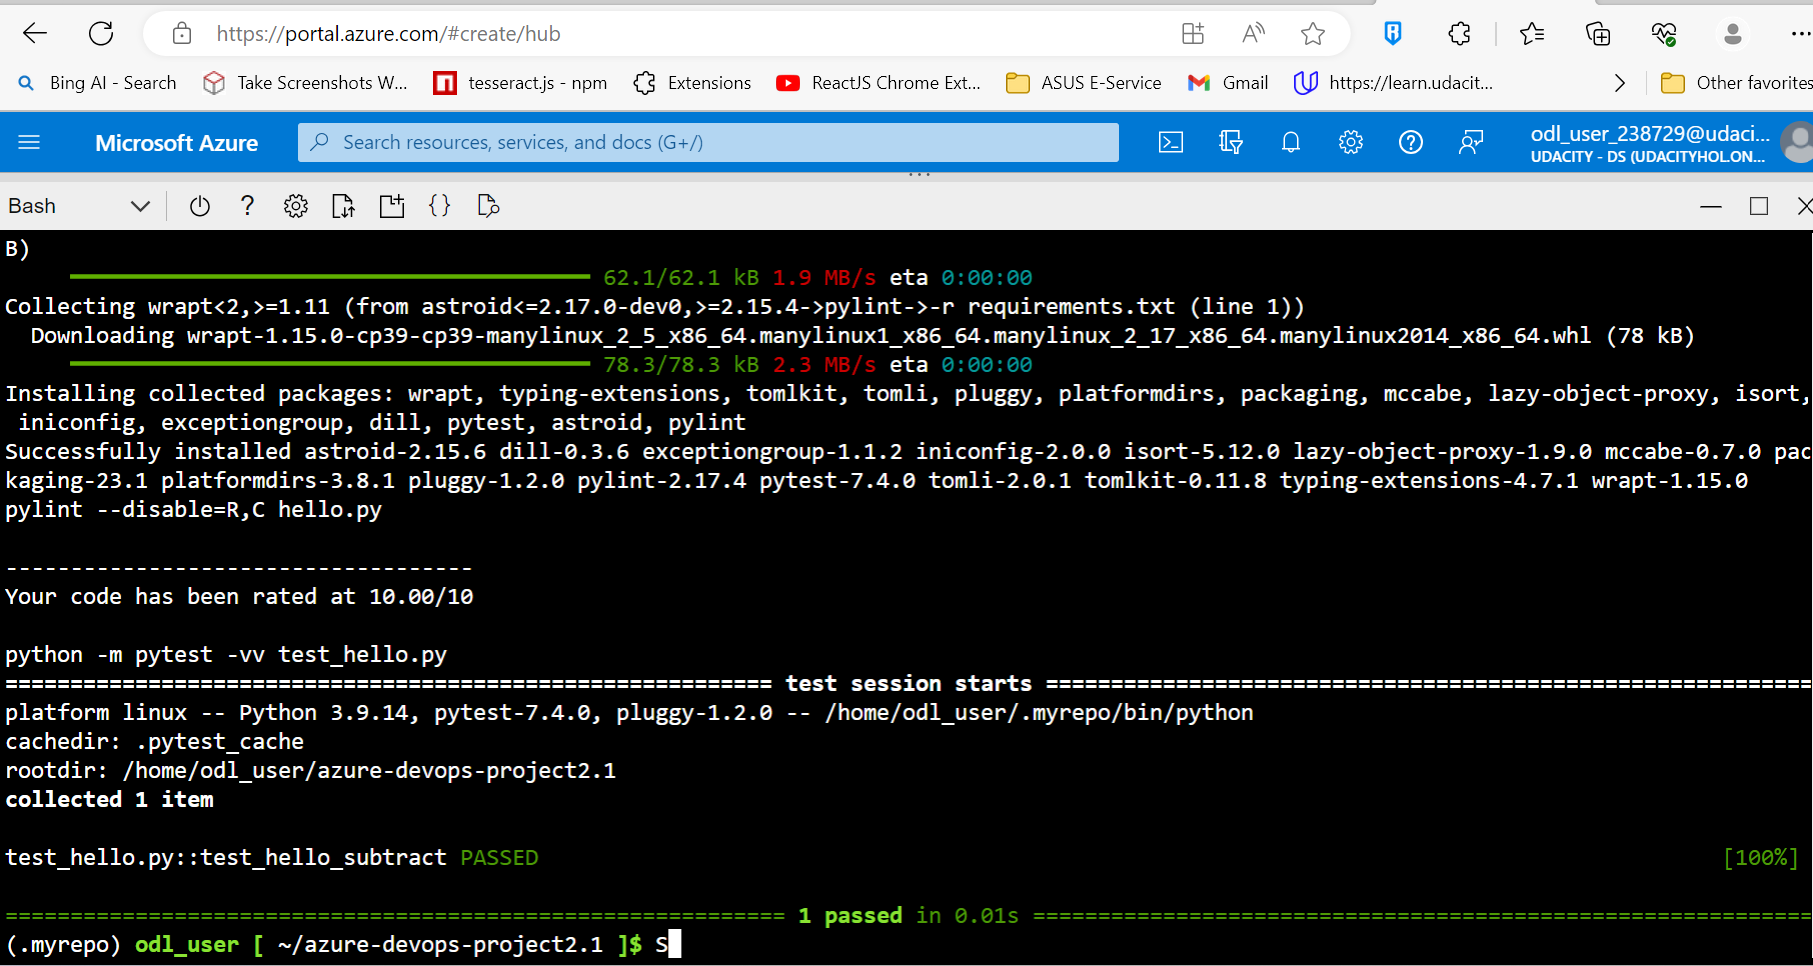 https://portal.azure.com/#create/hub
Bing AI - Search
Take Screenshots W...
tesseract.js - npm
Extensions
ReactJS Chrome Ext...
ASUS E-Service
Gmail
https://learn.udacit...
Other favorites
Microsoft Azure
Search resources, services, and docs (G+/)
odl_user_238729@udaci...
UDACITY - DS (UDACITYHOL.ON...
Bash
B)
62.1/62.1 kB 1.9 MB/s eta 0:00:00
Collecting wrapt<2,>=1.11 (from astroid<=2.17.0-dev0,>=2.15.4->pylint->-r requirements.txt (line 1))
Downloading wrapt-1.15.0-cp39-cp39-manylinux_2_5_x86_64.manylinux1_x86_64.manylinux_2_17_x86_64.manylinux2014_x86_64.whl (78 kB)
78.3/78.3 kB 2.3 MB/s eta 0:00:00
Installing collected packages: wrapt, typing-extensions, tomlkit, tomli, pluggy, platformdirs, packaging, mccabe, lazy-object-proxy, isort,
iniconfig, exceptiongroup, dill, pytest, astroid, pylint
Successfully installed astroid-2.15.6 dill-0.3.6 exceptiongroup-1.1.2 iniconfig-2.0.0 isort-5.12.0 lazy-object-proxy-1.9.0 mccabe-0.7.0 pac
kaging-23.1 platformdirs-3.8.1 pluggy-1.2.0 pylint-2.17.4 pytest-7.4.0 tomli-2.0.1 tomlkit-0.11.8 typing-extensions-4.7.1 wrapt-1.15.0
pylint --disable=R,C hello.py
------------------------------------
Your code has been rated at 10.00/10
python -m pytest -vv test_hello.py
=========================================================== test session starts ===========================================================
platform linux -- Python 3.9.14, pytest-7.4.0, pluggy-1.2.0 -- /home/odl_user/.myrepo/bin/python
cachedir: .pytest_cache
rootdir: /home/odl_user/azure-devops-project2.1
collected 1 item
test_hello.py::test_hello_subtract PASSED [100%]
============================================================ 1 passed in 0.01s ============================================================
(.myrepo) odl_user [ ~/azure-devops-project2.1 ]$ S